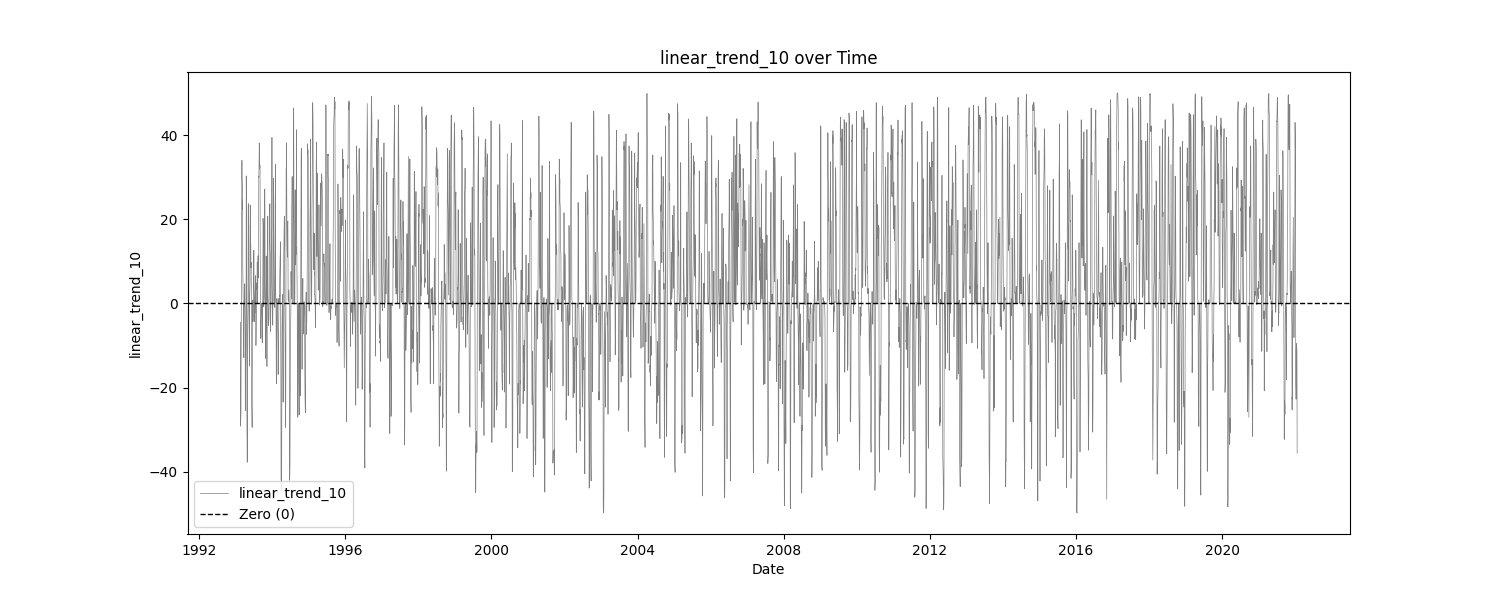 linear_trend_10 over Time
linear_trend_10
40
20
0
−20
−40
linear_trend_10
Zero (0)
1992 1996 2000 2004 2008 2012 2016 2020
Date